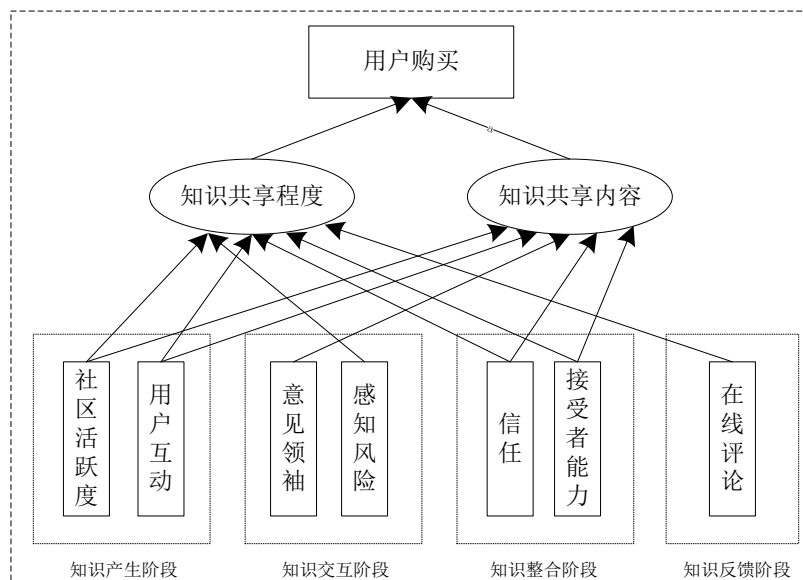 用户购买
a
知识共享程度
知识共享内容
社区活跃度
用户互动
意见领袖
感知风险
信任
接受者能力
在线评论
知识产生阶段
知识交互阶段
知识整合阶段
知识反馈阶段